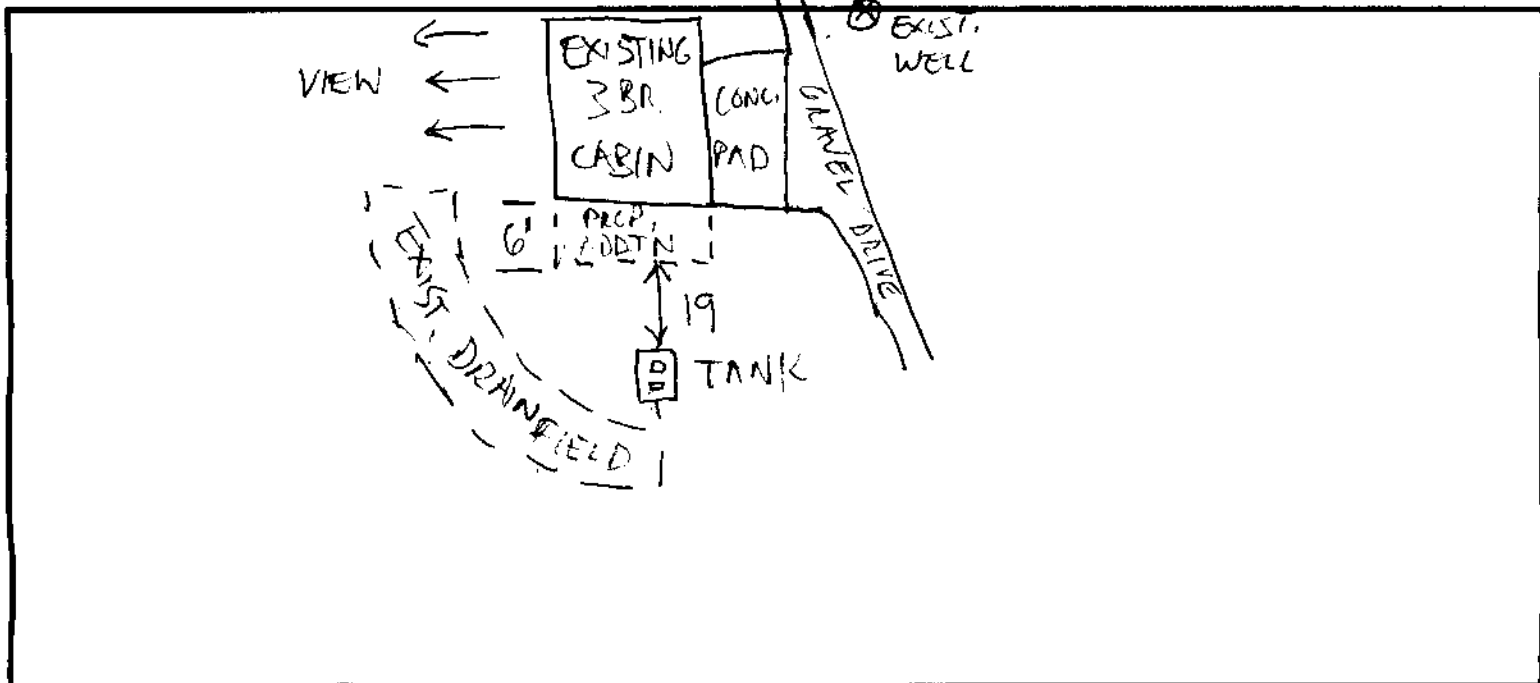 EXIST.
WELL
VIEW
EXISTING
3 BR.
CABIN
CONC.
PAD
GRAVEL DRIVE
6'
PROP.
ADDTN
19
TANK
EXIST. DRAINFIELD